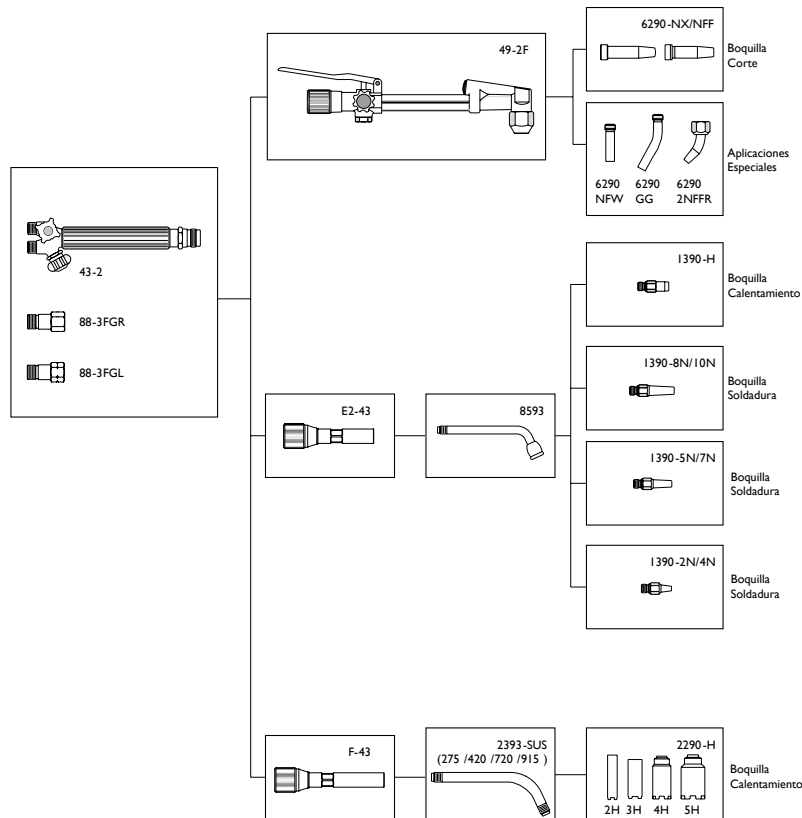 6290-NX/NFF
Boquilla
Corte
49-2F
Aplicaciones
Especiales
6290 6290 6290
NFW GG 2NFFR
43-2
88-3FGR
88-3FGL
1390-H
Boquilla
Calentamiento
1390-8N/10N
Boquilla
Soldadura
E2-43
8593
1390-5N/7N
Boquilla
Soldadura
1390-2N/4N
Boquilla
Soldadura
F-43
2393-SUS
(275 /420 /720 /915 )
2290-H
Boquilla
Calentamiento
2H 3H 4H 5H